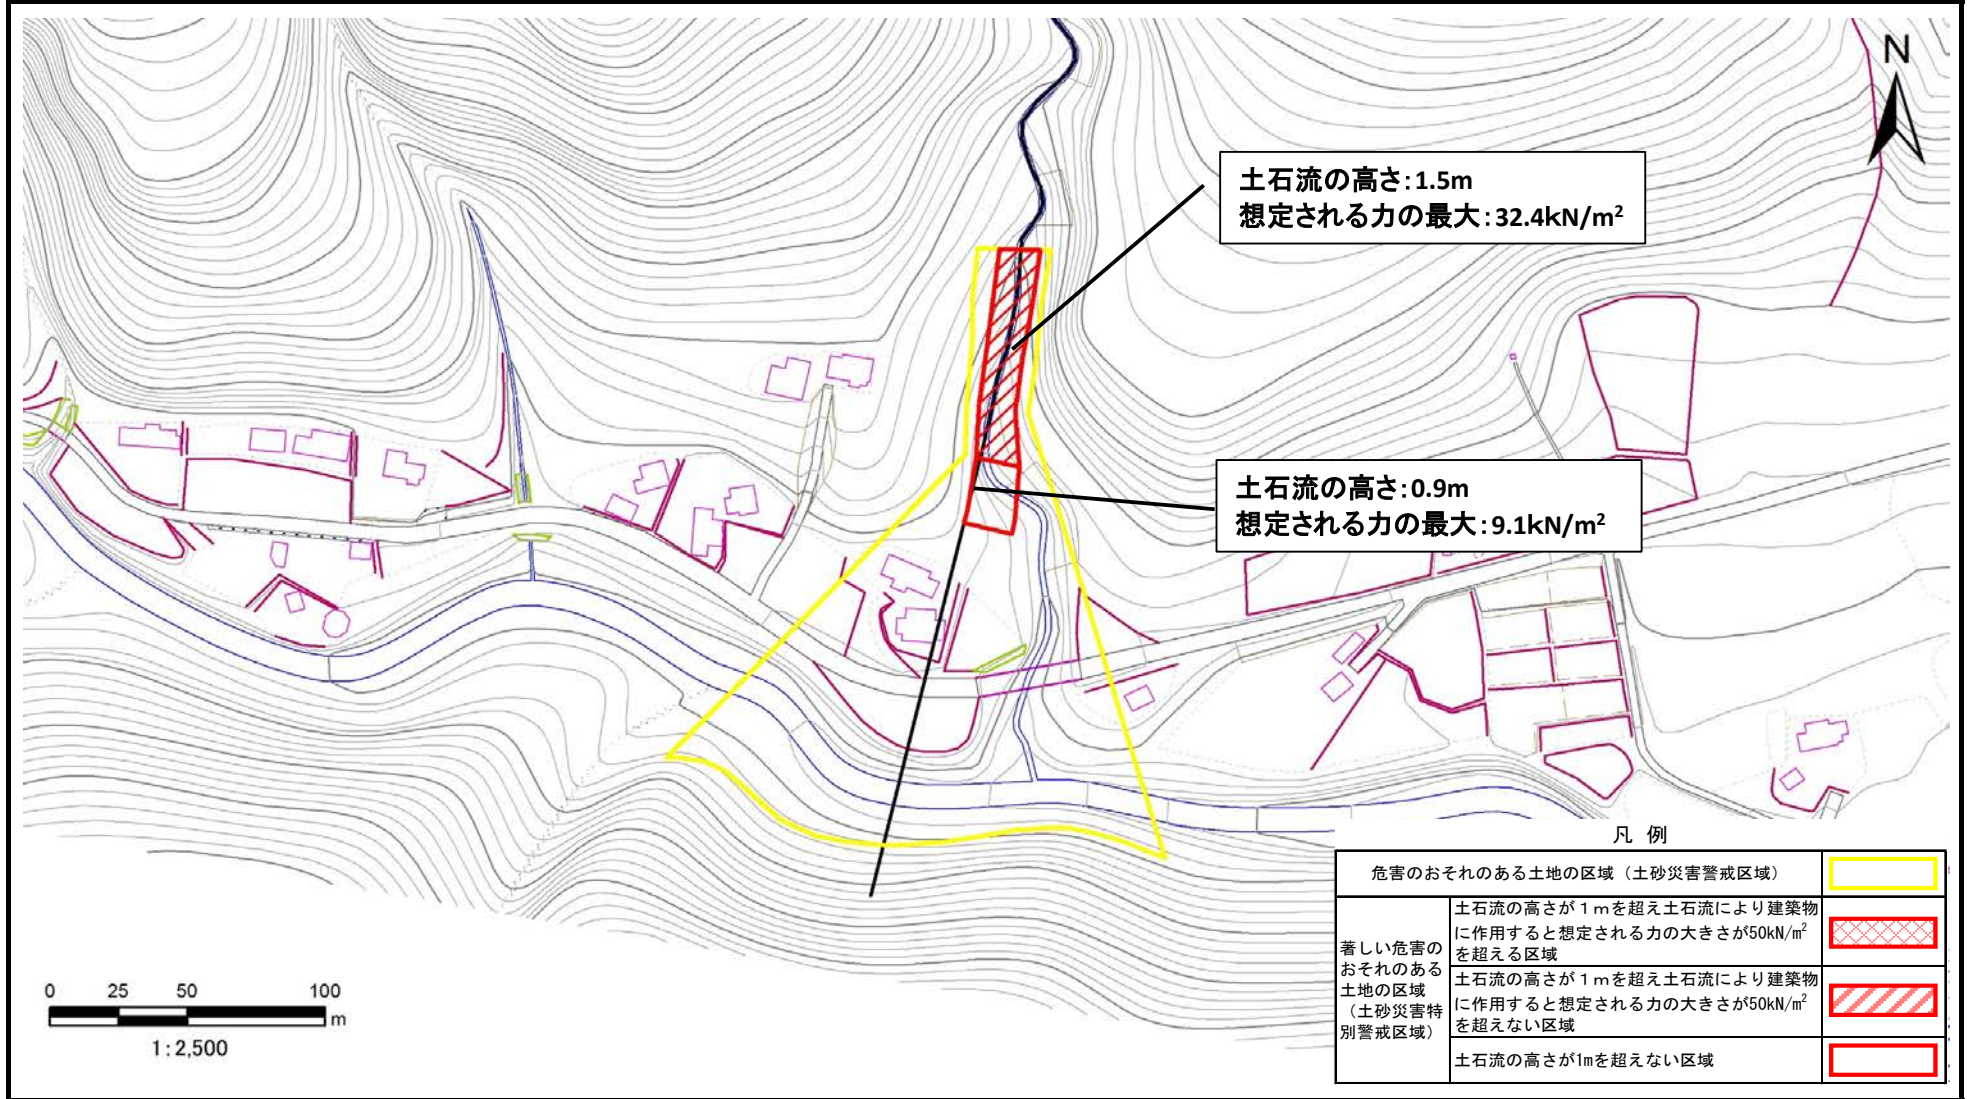 N
土石流の高さ:1.5m
想定される力の最大:32.4kN/m²
土石流の高さ:0.9m
想定される力の最大:9.1kN/m²
凡 例
危害のおそれのある土地の区域（土砂災害警戒区域）
著しい危害の
おそれのある
土地の区域
（土砂災害特
別警戒区域）
土石流の高さが１ｍを超え土石流により建築物
に作用すると想定される力の大きさが50kN/㎡
を超える区域
土石流の高さが１ｍを超え土石流により建築物
に作用すると想定される力の大きさが50kN/㎡
を超えない区域
土石流の高さが1mを超えない区域
0 25 50 100
m
1:2,500